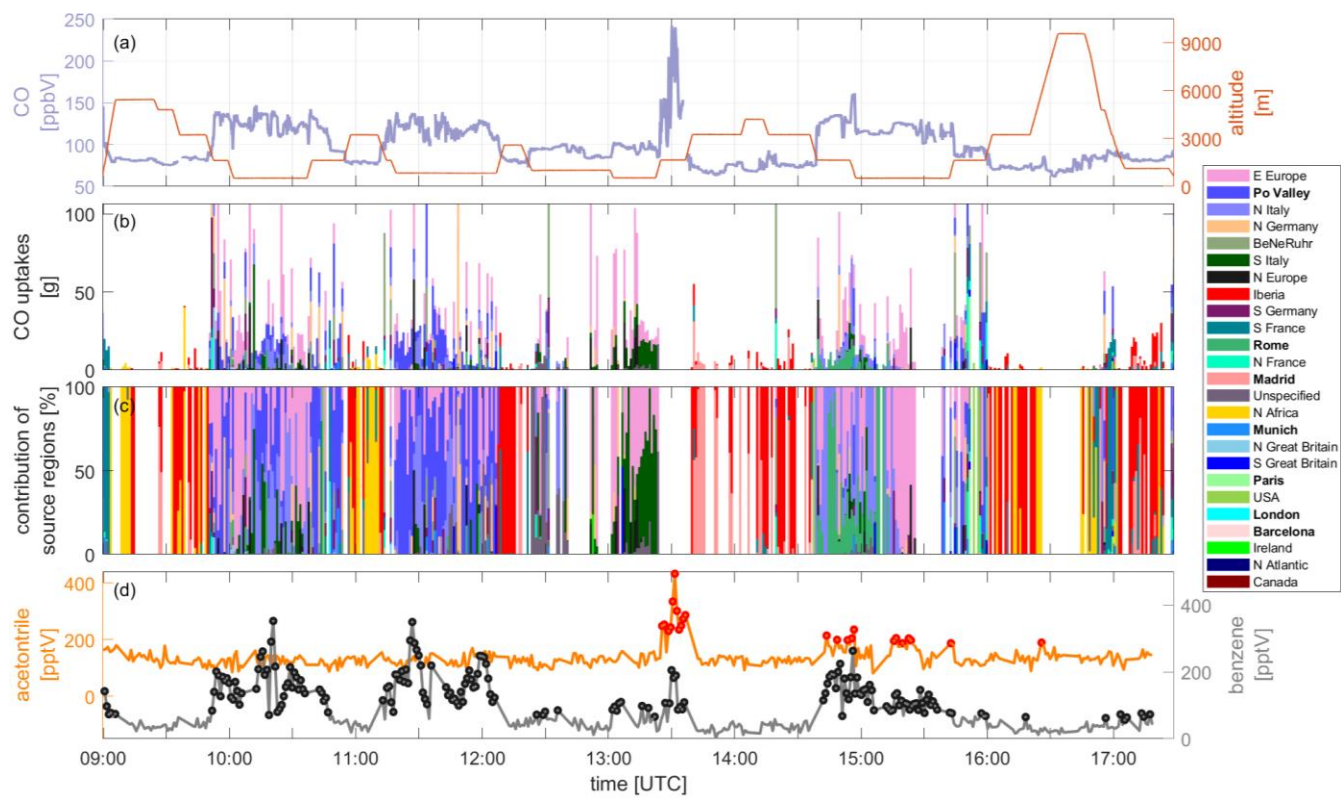 (a)
250
200
150
100
50
CO
[ppbV]
9000
6000
3000
0
altitude
[m]
(b)
100
50
0
CO uptakes
[g]
(c)
100
50
0
contribution of
source regions [%]
(d)
400
200
0
acetontrile
[pptV]
400
200
0
benzene
[pptV]
09:00 10:00 11:00 12:00 13:00 14:00 15:00 16:00 17:00
time [UTC]
E Europe
Po Valley
N Italy
N Germany
BeNeRuhr
S Italy
N Europe
Iberia
S Germany
S France
Rome
N France
Madrid
Unspecified
N Africa
Munich
N Great Britain
S Great Britain
Paris
USA
London
Barcelona
Ireland
N Atlantic
Canada